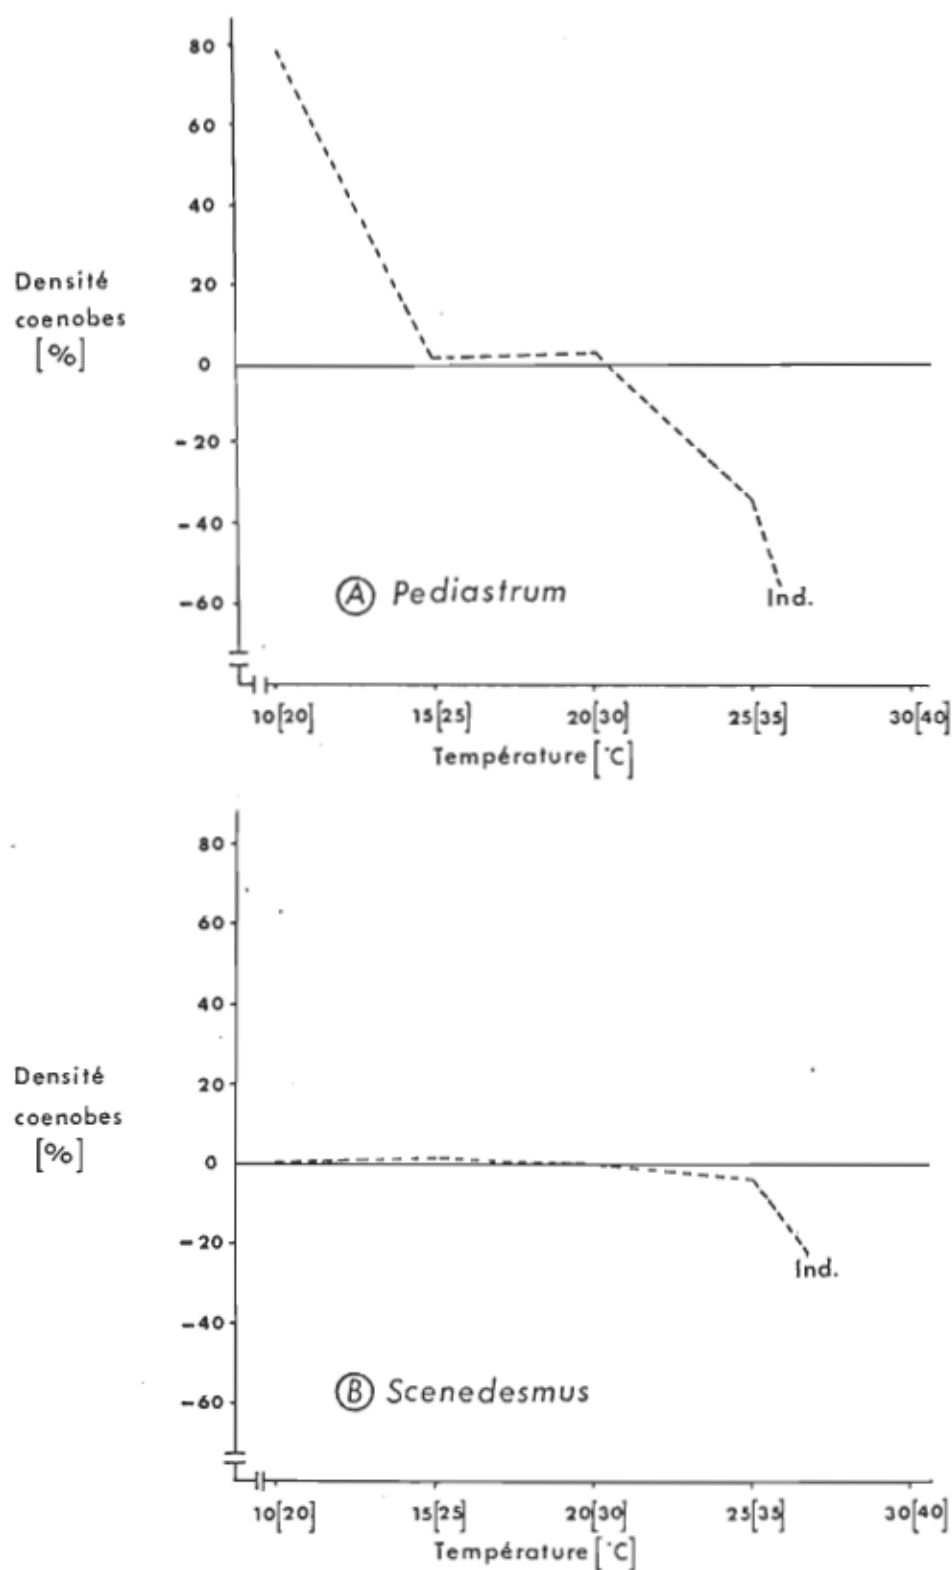 80
60
40
20
0
-20
-40
-60
Densité
coenobes
[%]
Ⓐ Pediastrum
Ind.
10[20] 15[25] 20[30] 25[35] 30[40]
Température [°C]
80
60
40
20
0
-20
-40
-60
Densité
coenobes
[%]
Ind.
Ⓑ Scenedesmus
10[20] 15[25] 20[30] 25[35] 30[40]
Température [°C]